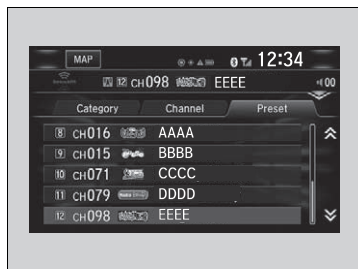 MAP 12:34
12 CH098 EEEE 00
Category Channel Preset
8 CH016 AAAA
9 CH015 BBBB
10 CH071 CCCC
11 CH079 DDDD
12 CH098 EEEE